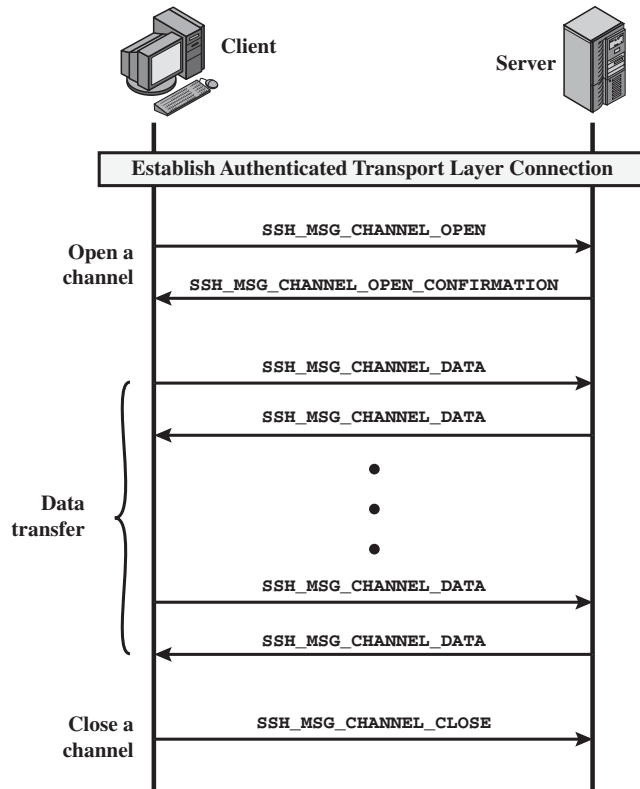 Client
Server
Establish Authenticated Transport Layer Connection
SSH_MSG_CHANNEL_OPEN
Open a
channel
SSH_MSG_CHANNEL_OPEN_CONFIRMATION
SSH_MSG_CHANNEL_DATA
SSH_MSG_CHANNEL_DATA
Data
transfer
SSH_MSG_CHANNEL_DATA
SSH_MSG_CHANNEL_DATA
Close a
channel
SSH_MSG_CHANNEL_CLOSE